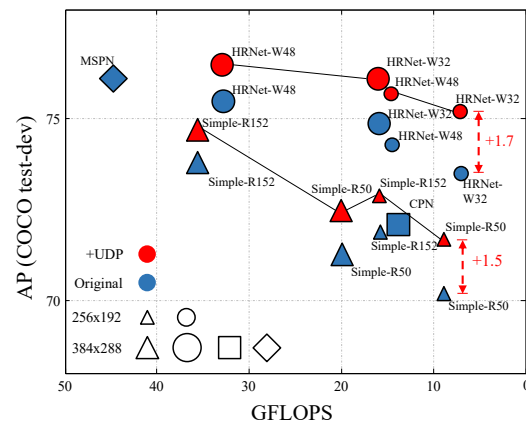 MSPN
HRNet-W48
HRNet-W32
HRNet-W48
HRNet-W48
HRNet-W32
75
HRNet-W32
Simple-R152
HRNet-W48
+1.7
Simple-R152
Simple-R152
HRNet-
W32
Simple-R50
CPN
Simple-R50
Simple-R152
+1.5
Simple-R50
Simple-R50
+UDP
Original
256x192
384x288
70
AP (COCO test-dev)
50
40
30
20
10
0
GFLOPS